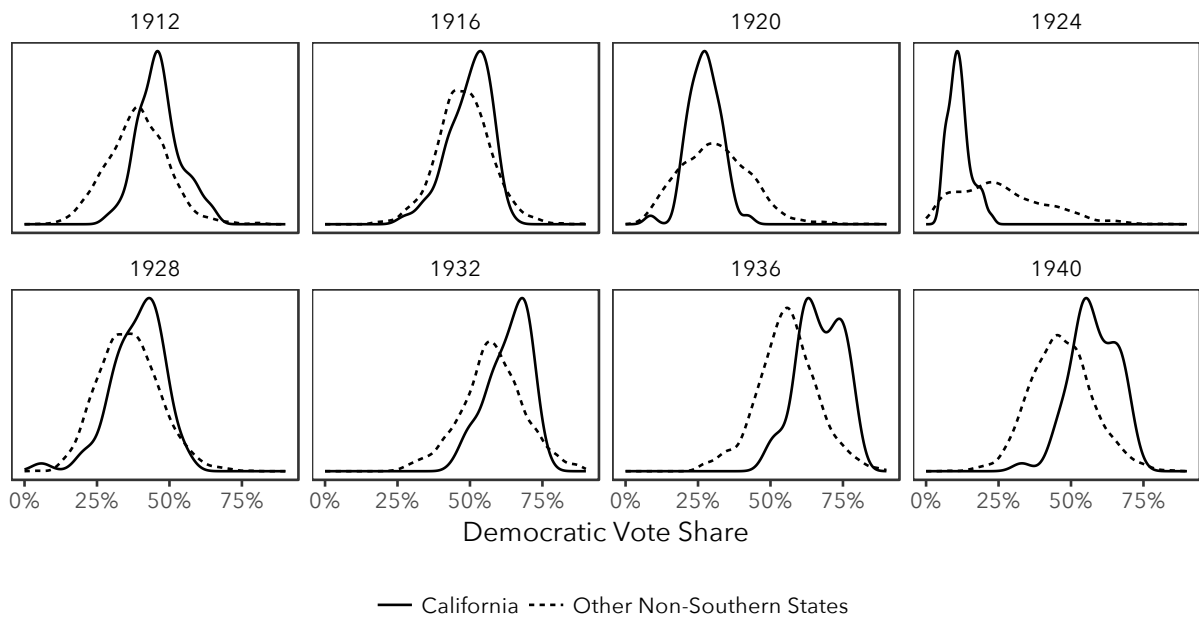 1912 1916 1920 1924
1928 1932 1936 1940
0% 25% 50% 75% 0% 25% 50% 75% 0% 25% 50% 75% 0% 25% 50% 75%
Democratic Vote Share
California Other Non-Southern States